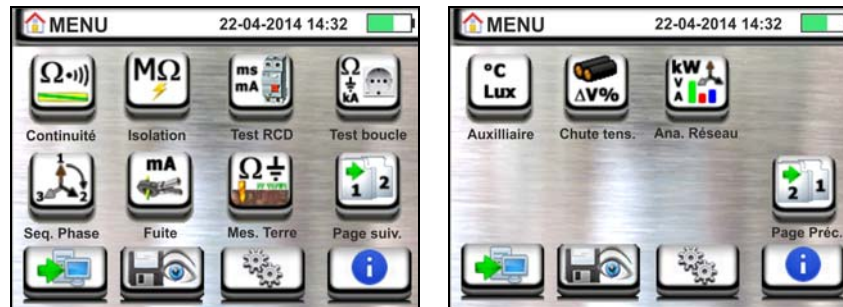 MENU 22-04-2014 14:32
Ω MΩ ms mA Ω kA
Continuité Isolation Test RCD Test boucle
1 2 3 mA Ω 1 2
Seq. Phase Fuite Mes. Terre Page suiv.
i
MENU 22-04-2014 14:32
°C Lux ΔV% kW V A
Auxilliaire Chute tens. Ana. Réseau
2 1
Page Préc.
i